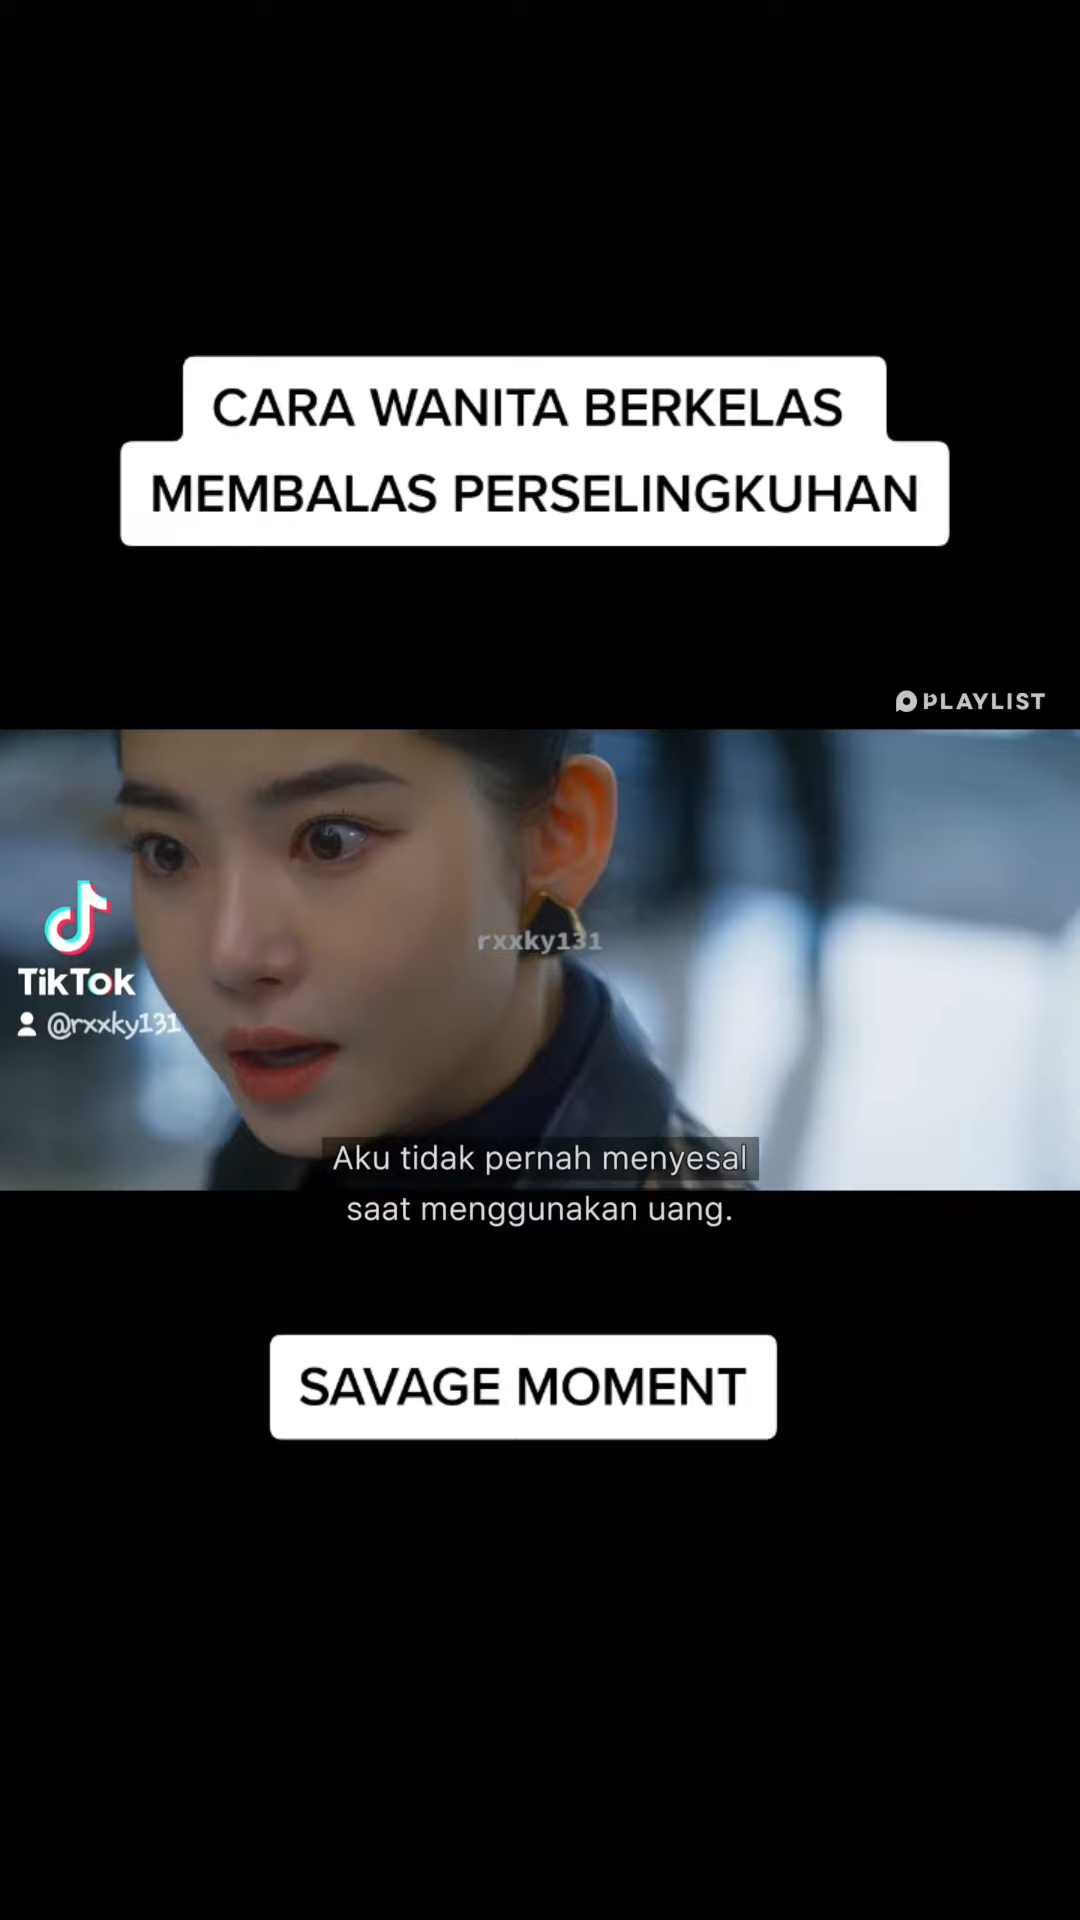 CARA WANITA BERKELAS
MEMBALAS PERSELINGKUHAN
PLAYLIST
rxxky131
TikTok
@rxxky131
Aku tidak pernah menyesal
saat menggunakan uang.
SAVAGE MOMENT